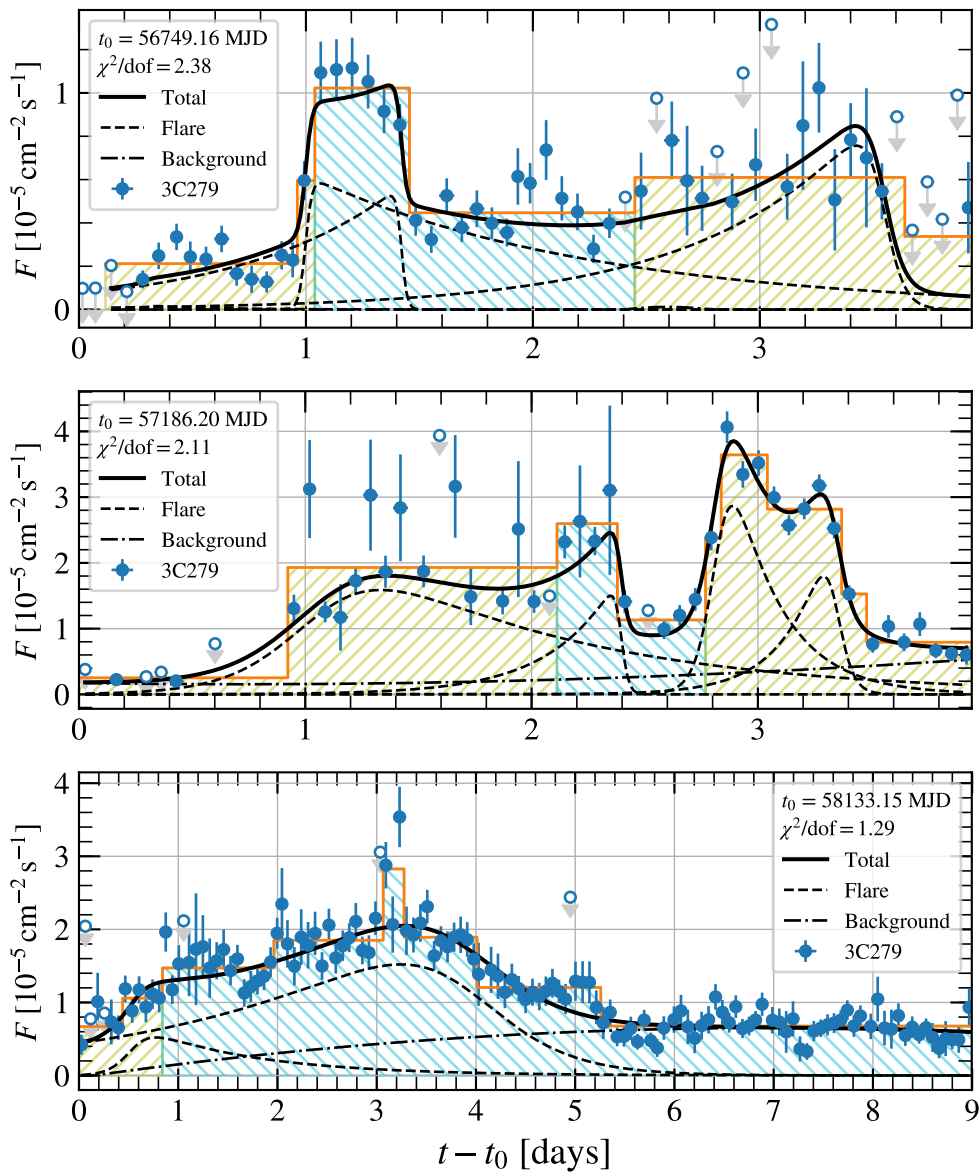 t₀ = 56749.16 MJD
χ²/dof = 2.38
Total
Flare
Background
3C279
F [10⁻⁵ cm⁻² s⁻¹]
1
0
0 1 2 3
t₀ = 57186.20 MJD
χ²/dof = 2.11
Total
Flare
Background
3C279
F [10⁻⁵ cm⁻² s⁻¹]
4
3
2
1
0
0 1 2 3
t₀ = 58133.15 MJD
χ²/dof = 1.29
Total
Flare
Background
3C279
F [10⁻⁵ cm⁻² s⁻¹]
4
3
2
1
0
0 1 2 3 4 5 6 7 8 9
t − t₀ [days]